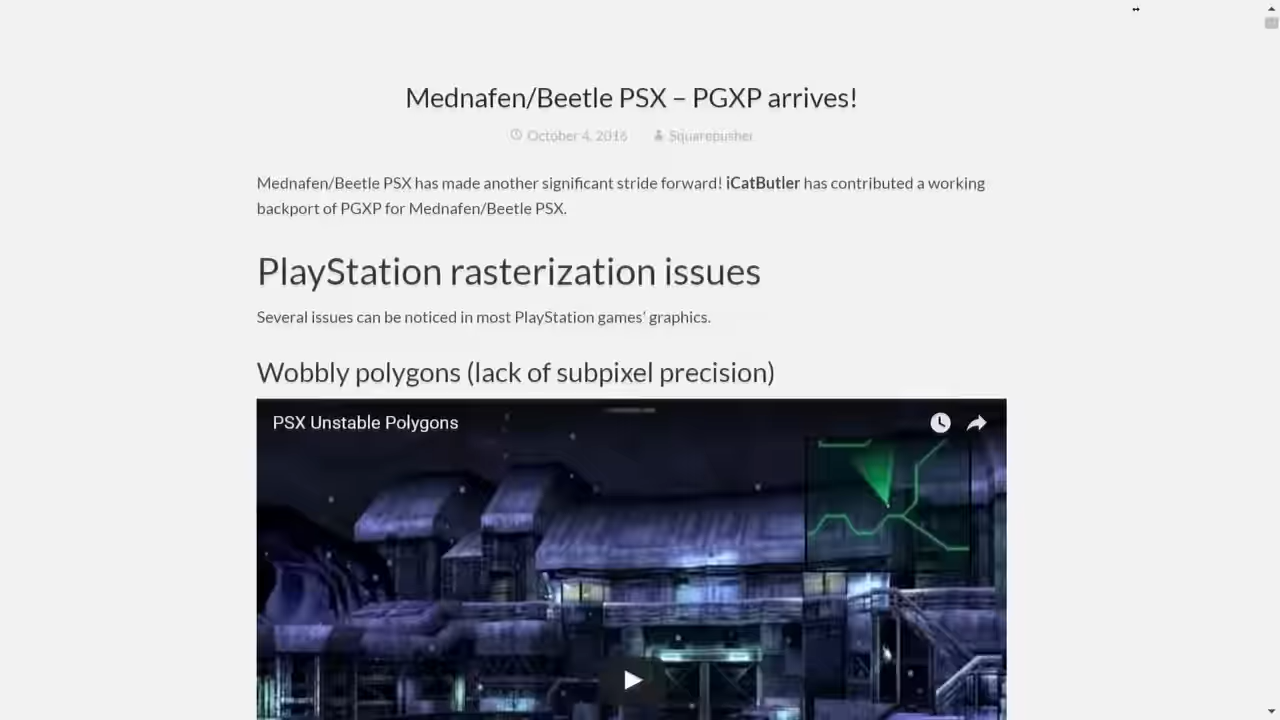 Mednafen/Beetle PSX – PGXP arrives!
October 4, 2016 Squarepusher
Mednafen/Beetle PSX has made another significant stride forward! iCatButler has contributed a working
backport of PGXP for Mednafen/Beetle PSX.
PlayStation rasterization issues
Several issues can be noticed in most PlayStation games’ graphics.
Wobbly polygons (lack of subpixel precision)
PSX Unstable Polygons